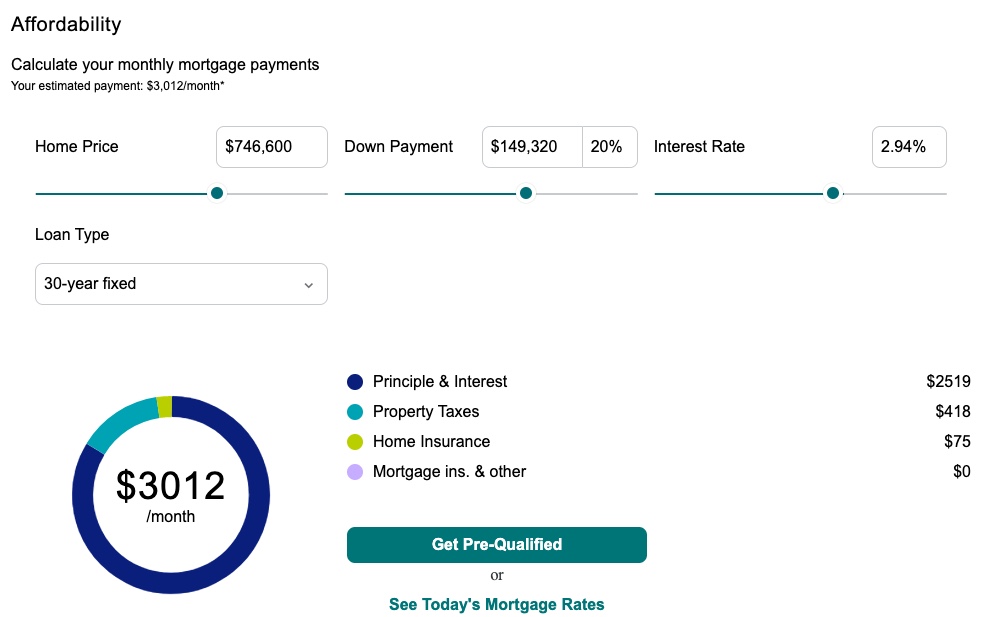 Affordability
Calculate your monthly mortgage payments
Your estimated payment: $3,012/month*
Home Price $746,600 Down Payment $149,320 20% Interest Rate 2.94%
Loan Type
30-year fixed
Principle & Interest $2519
Property Taxes $418
Home Insurance $75
Mortgage ins. & other $0
$3012
/month
Get Pre-Qualified
or
See Today's Mortgage Rates